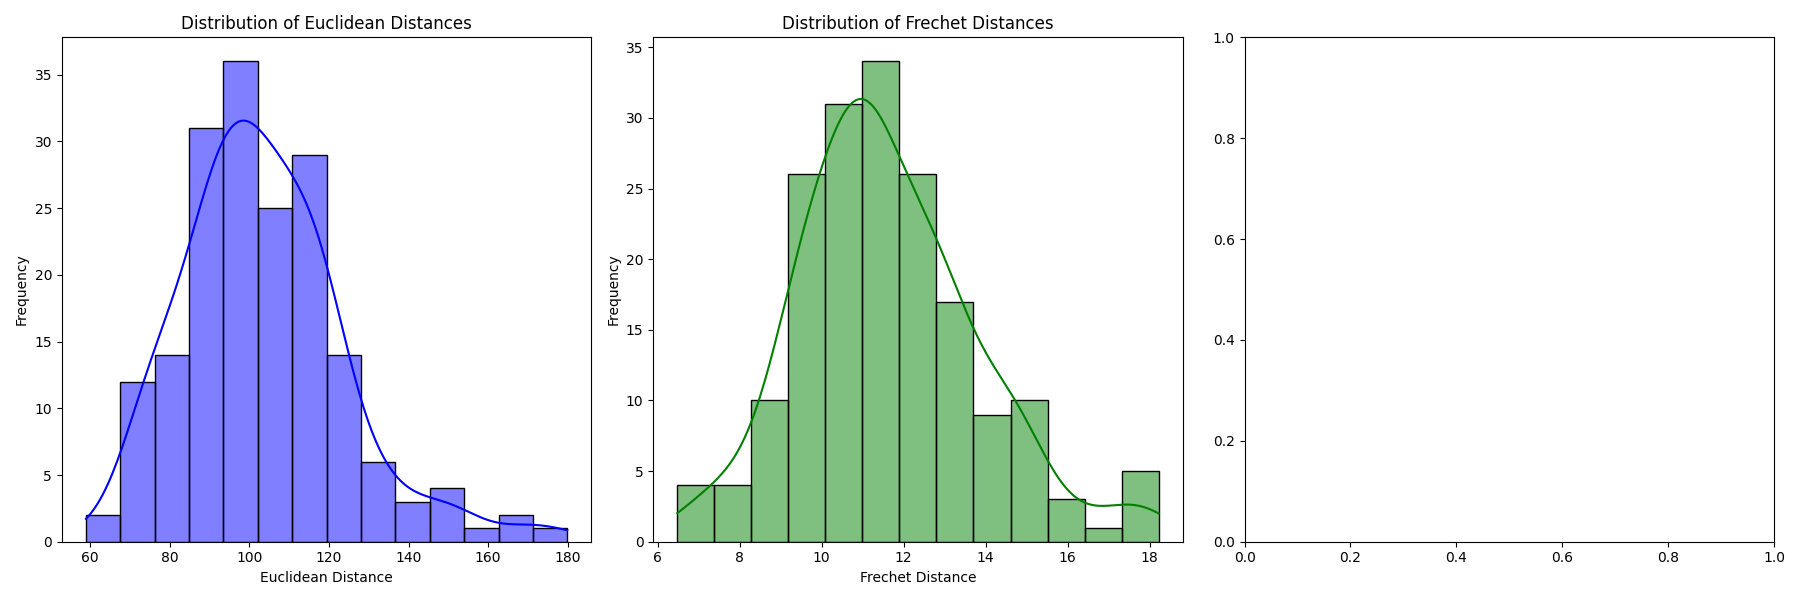 Distribution of Euclidean Distances
35
30
25
20
15
10
5
0
Frequency
60 80 100 120 140 160 180
Euclidean Distance
Distribution of Frechet Distances
35
30
25
20
15
10
5
0
Frequency
6 8 10 12 14 16 18
Frechet Distance
1.0
0.8
0.6
0.4
0.2
0.0
0.0 0.2 0.4 0.6 0.8 1.0